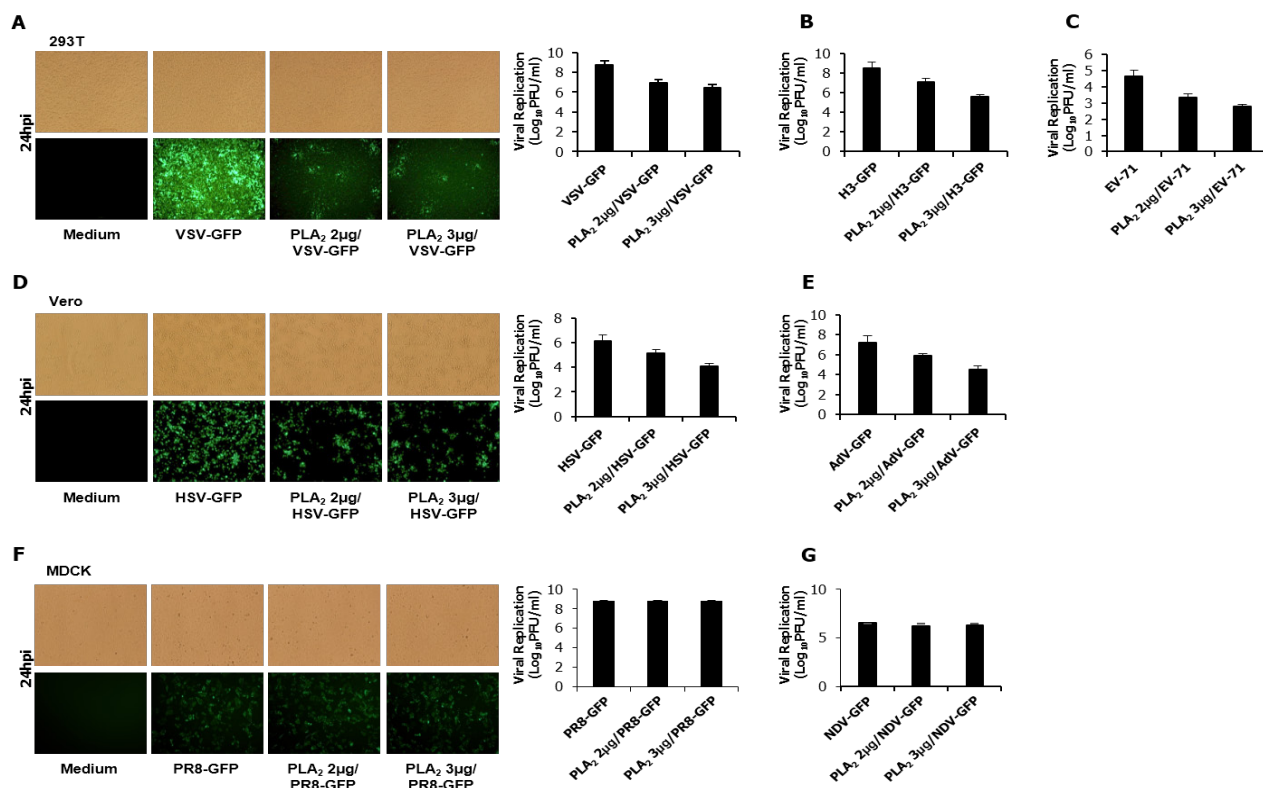 A
293T
24hpi
Medium
VSV-GFP
PLA₂ 2µg/
VSV-GFP
PLA₂ 3µg/
VSV-GFP
Viral Replication
(Log₁₀PFU/ml)
10
8
6
4
2
0
VSV-GFP
PLA₂ 2µg/VSV-GFP
PLA₂ 3µg/VSV-GFP
B
Viral Replication
(Log₁₀PFU/ml)
10
8
6
4
2
0
H3-GFP
PLA₂ 2µg/H3-GFP
PLA₂ 3µg/H3-GFP
C
Viral Replication
(Log₁₀PFU/ml)
6
5
4
3
2
1
0
EV-71
PLA₂ 2µg/EV-71
PLA₂ 3µg/EV-71
D
Vero
24hpi
Medium
HSV-GFP
PLA₂ 2µg/
HSV-GFP
PLA₂ 3µg/
HSV-GFP
Viral Replication
(Log₁₀PFU/ml)
8
6
4
2
0
HSV-GFP
PLA₂ 2µg/HSV-GFP
PLA₂ 3µg/HSV-GFP
E
Viral Replication
(Log₁₀PFU/ml)
10
8
6
4
2
0
AdV-GFP
PLA₂ 2µg/AdV-GFP
PLA₂ 3µg/AdV-GFP
F
MDCK
24hpi
Medium
PR8-GFP
PLA₂ 2µg/
PR8-GFP
PLA₂ 3µg/
PR8-GFP
Viral Replication
(Log₁₀PFU/ml)
10
8
6
4
2
0
PR8-GFP
PLA₂ 2µg/PR8-GFP
PLA₂ 3µg/PR8-GFP
G
Viral Replication
(Log₁₀PFU/ml)
10
5
0
NDV-GFP
PLA₂ 2µg/NDV-GFP
PLA₂ 3µg/NDV-GFP